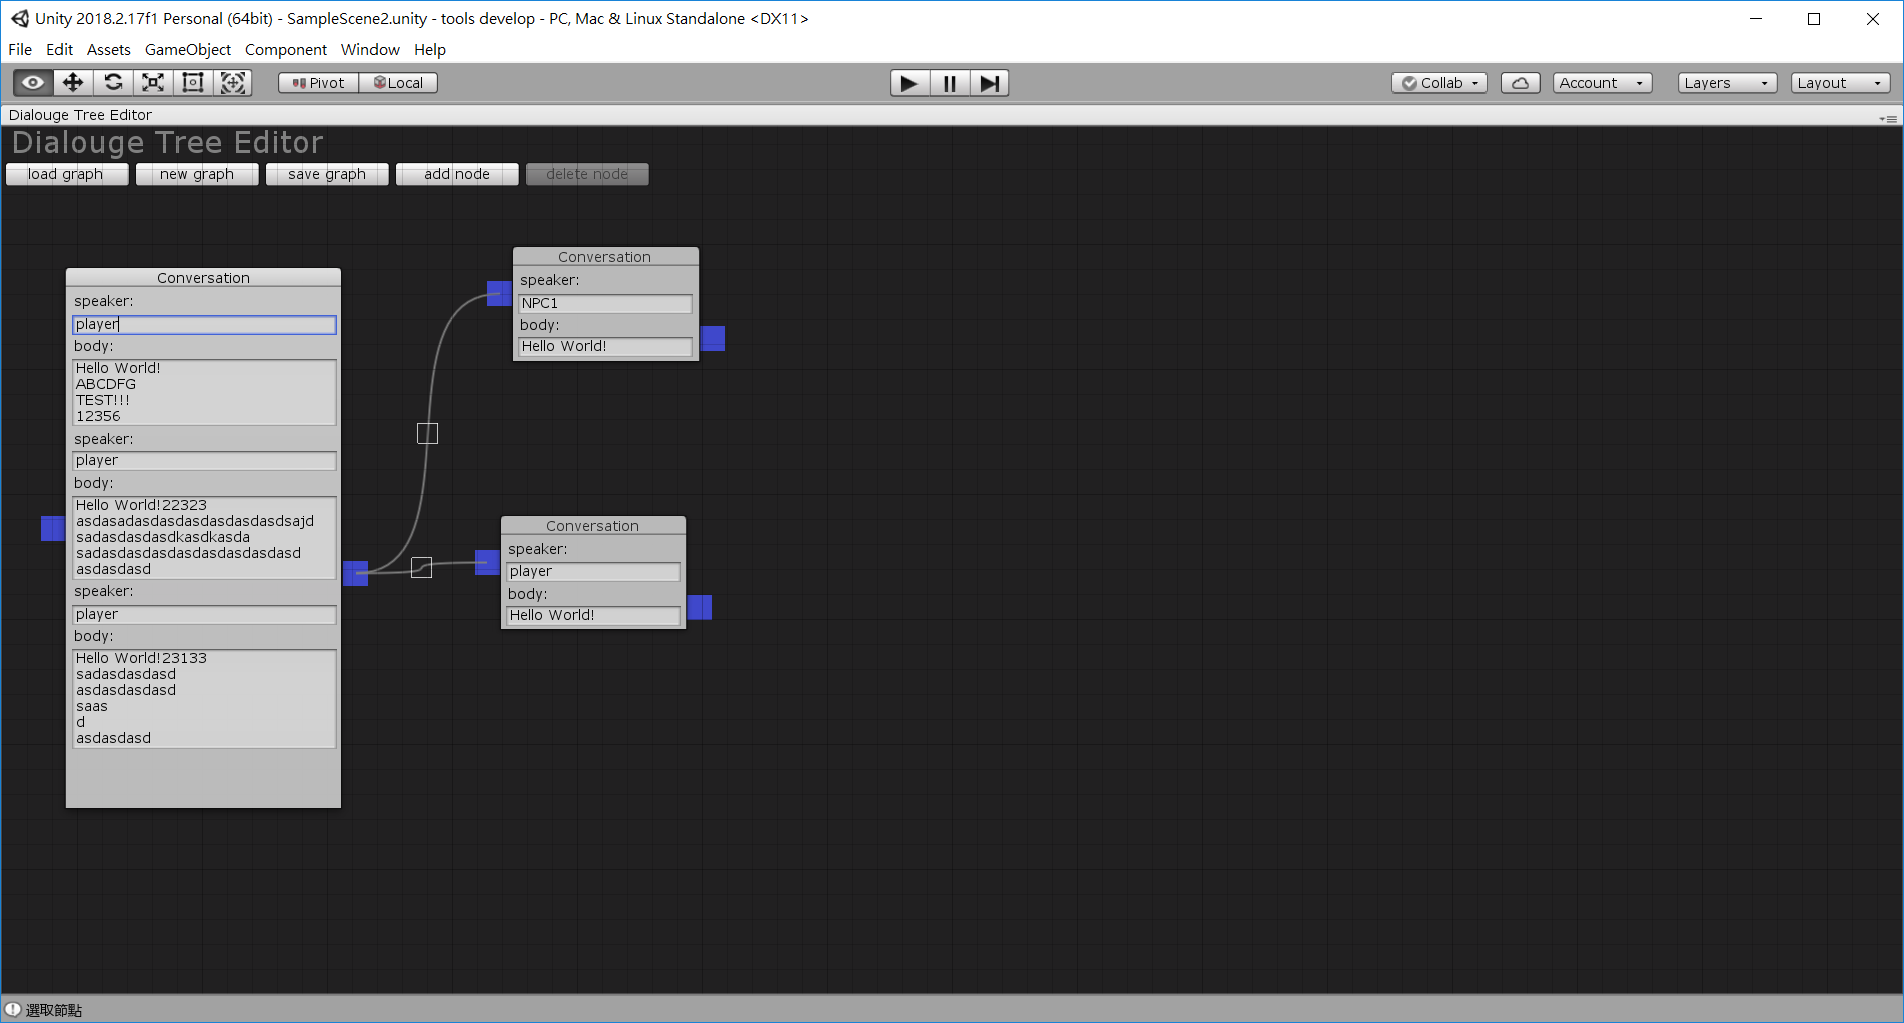 Unity 2018.2.17f1 Personal (64bit) - SampleScene2.unity - tools develop - PC, Mac & Linux Standalone <DX11>
File Edit Assets GameObject Component Window Help
Pivot Local Collab Account Layers Layout
Dialouge Tree Editor
Dialouge Tree Editor
load graph new graph save graph add node delete node
Conversation
speaker:
player
body:
Hello World!
ABCDFG
TEST!!!
12356
speaker:
player
body:
Hello World!22323
asdasadasdasdasdasdasdasdsajd
sadasdasdasdkasdkasda
sadasdasdasdasdasdasdasdasd
asdasdasd
speaker:
player
body:
Hello World!23133
sadasdasdasd
asdasdasdasd
saas
d
asdasdasd
Conversation
speaker:
NPC1
body:
Hello World!
Conversation
speaker:
player
body:
Hello World!
選取節點